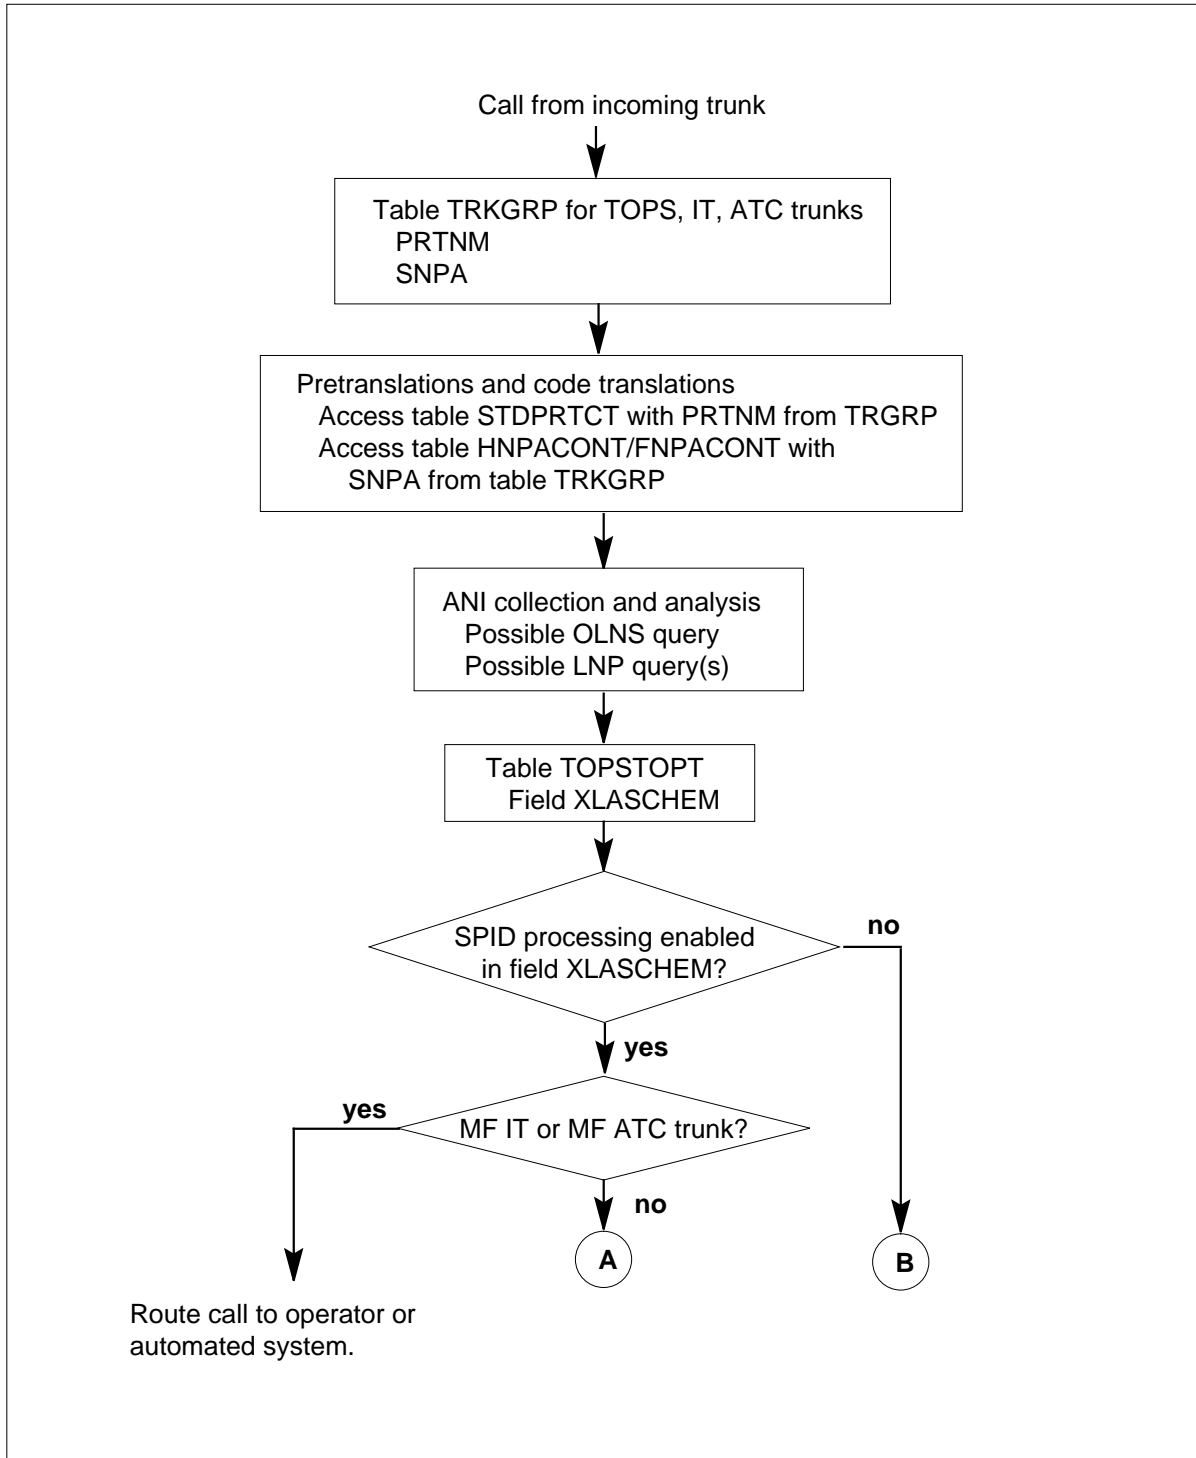 Call from incoming trunk
Table TRKGRP for TOPS, IT, ATC trunks
PRTNM
SNPA
Pretranslations and code translations
Access table STDPRTCT with PRTNM from TRGRP
Access table HNPACONT/FNPACONT with
SNPA from table TRKGRP
ANI collection and analysis
Possible OLNS query
Possible LNP query(s)
Table TOPSTOPT
Field XLASCHEM
SPID processing enabled
in field XLASCHEM?
no
yes
MF IT or MF ATC trunk?
yes
no
A
B
Route call to operator or
automated system.